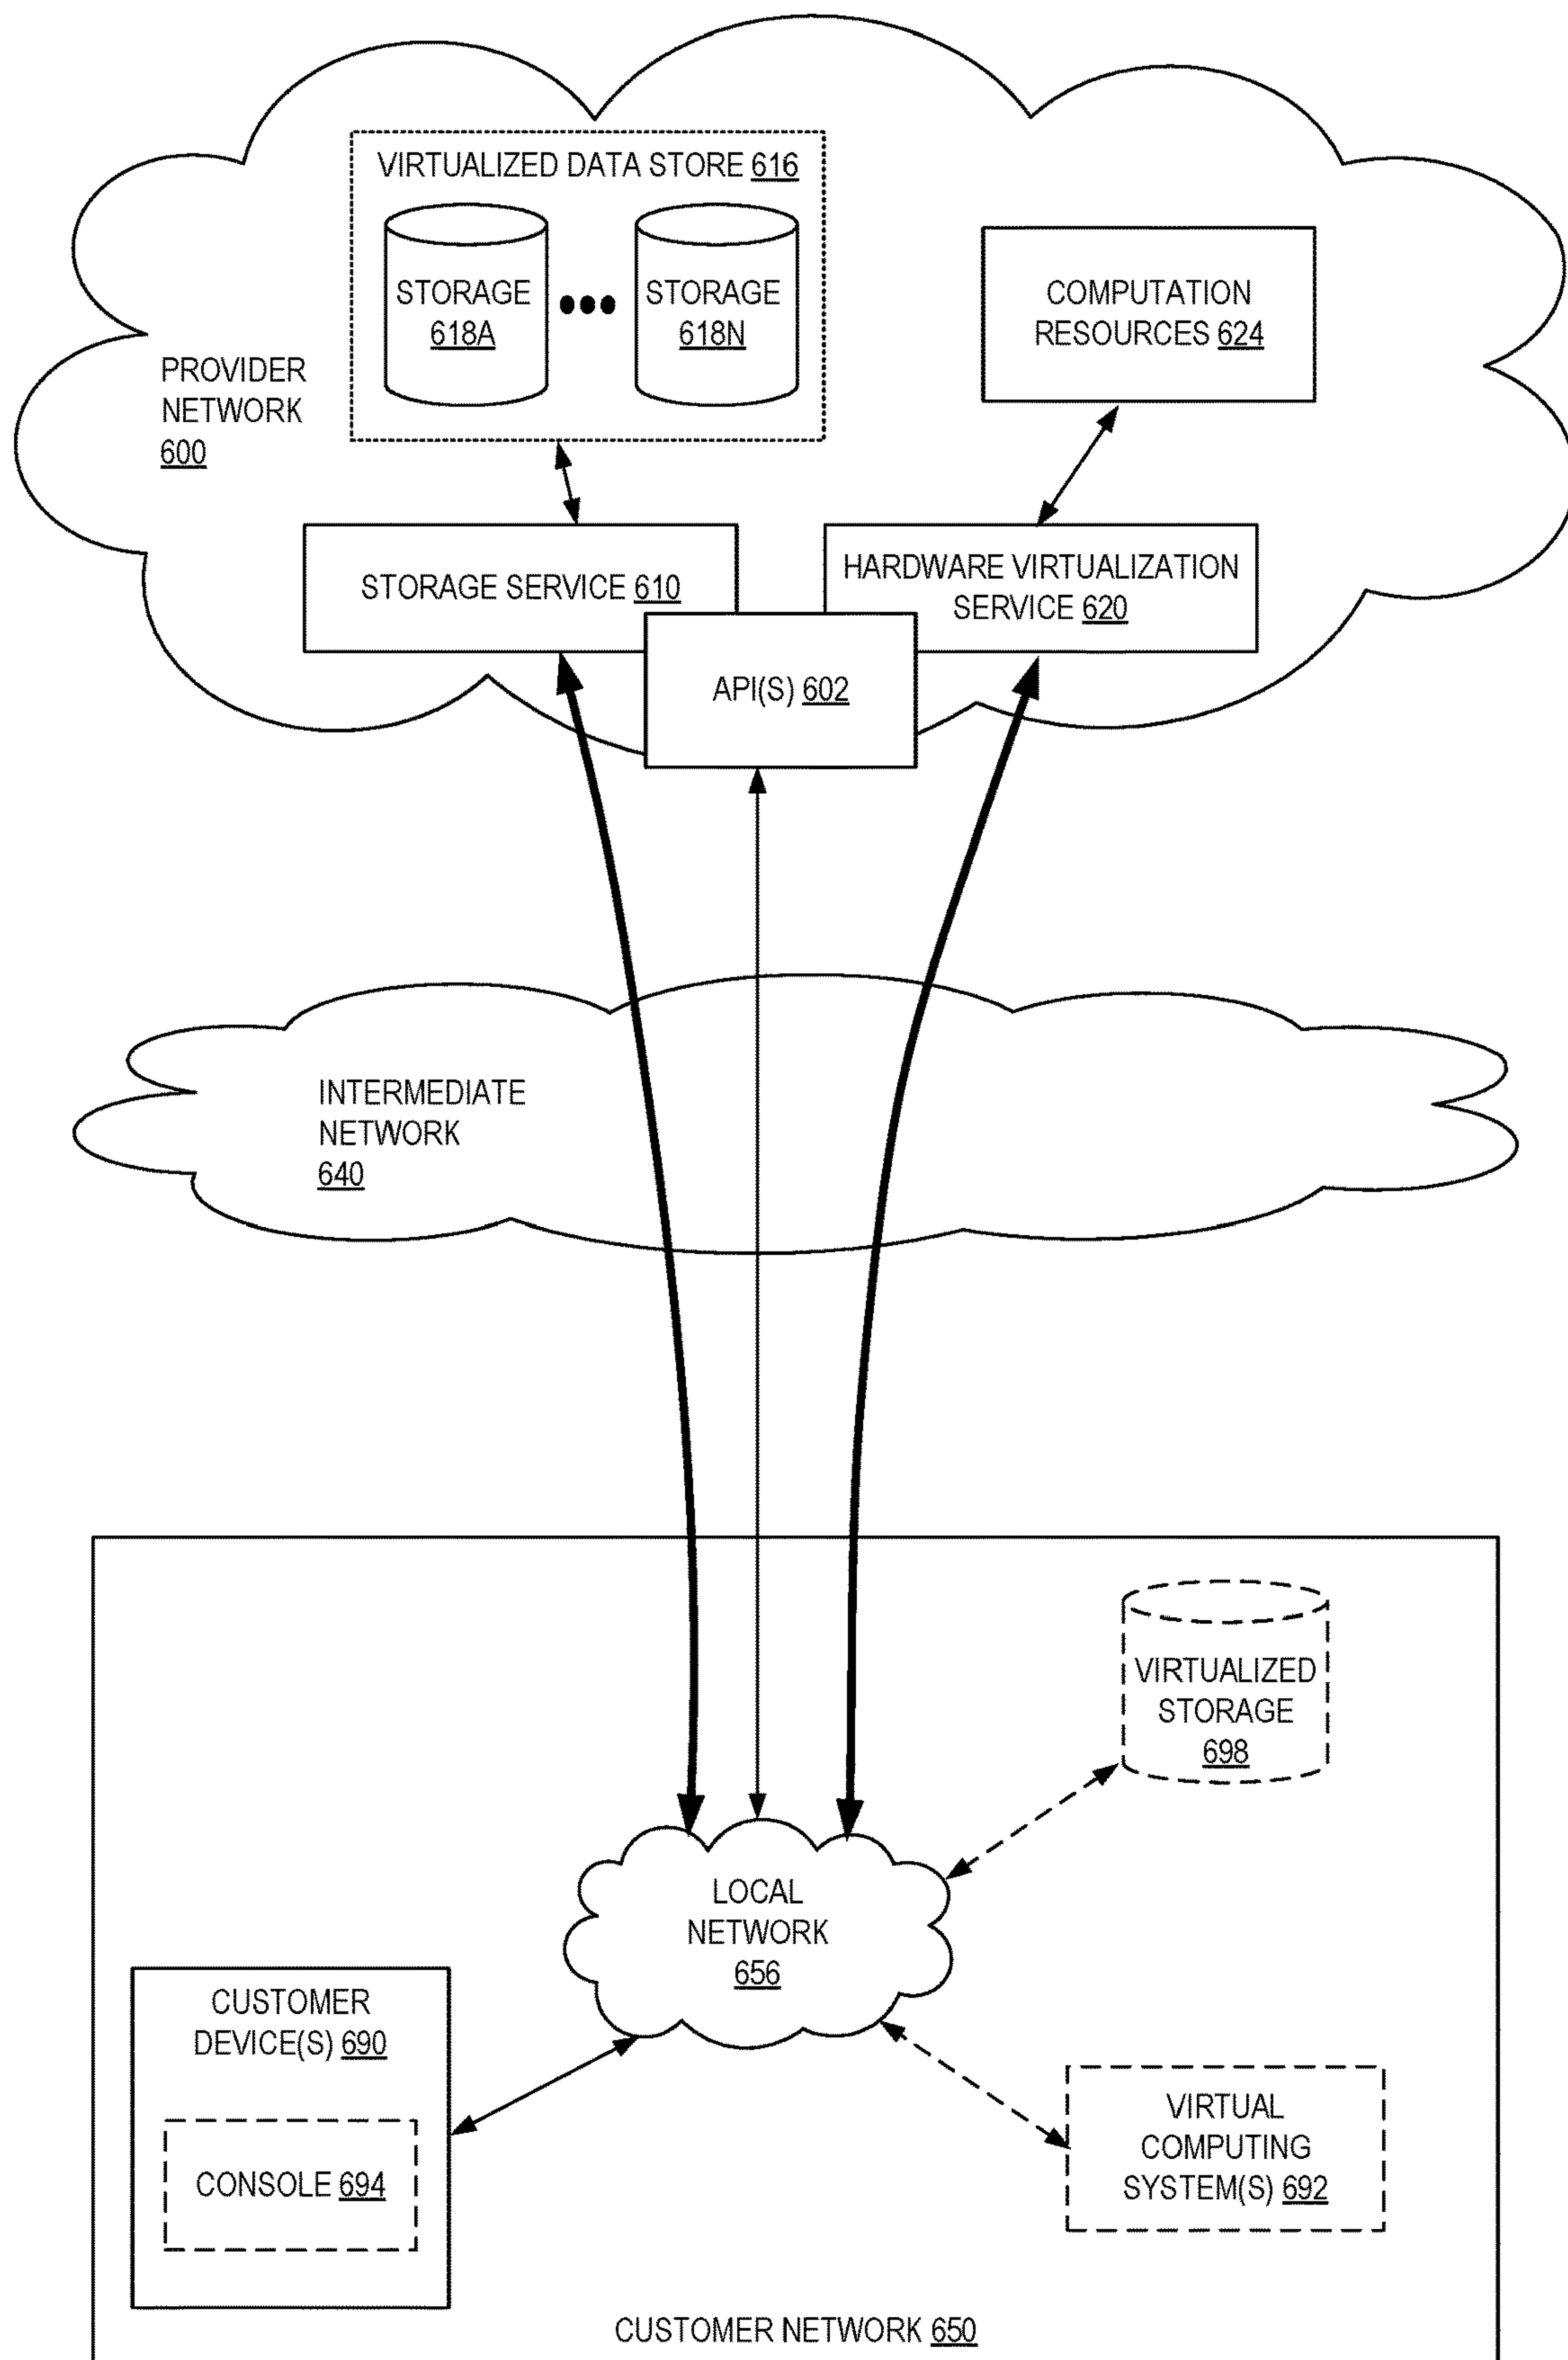 VIRTUALIZED DATA STORE 616
STORAGE
618A
STORAGE
618N
COMPUTATION
RESOURCES 624
PROVIDER
NETWORK
600
STORAGE SERVICE 610
HARDWARE VIRTUALIZATION
SERVICE 620
API(S) 602
INTERMEDIATE
NETWORK
640
VIRTUALIZED
STORAGE
698
LOCAL
NETWORK
656
CUSTOMER
DEVICE(S) 690
CONSOLE 694
VIRTUAL
COMPUTING
SYSTEM(S) 692
CUSTOMER NETWORK 650